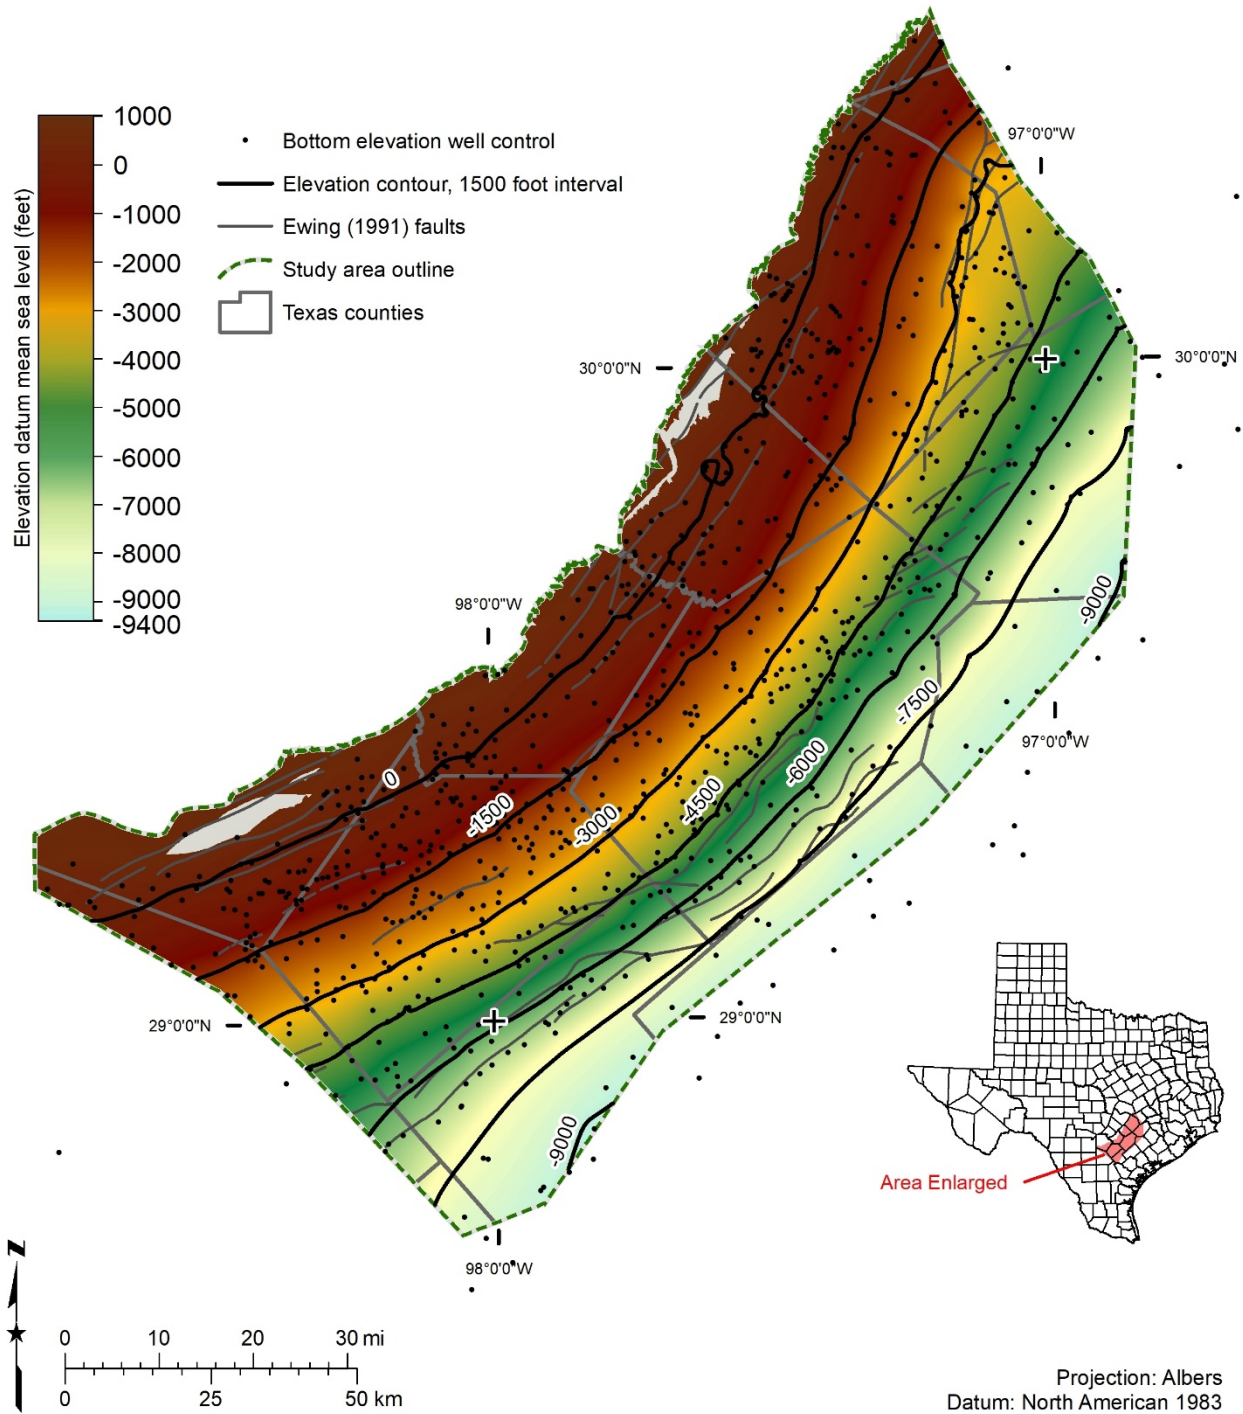 97°0'0"W
1000
0
-1000
-2000
-3000
-4000
-5000
-6000
-7000
-8000
-9000
-9400
Elevation datum mean sea level (feet)
Bottom elevation well control
Elevation contour, 1500 foot interval
Ewing (1991) faults
Study area outline
Texas counties
30°0'0"N
30°0'0"N
98°0'0"W
-9000
-7500
97°0'0"W
-6000
0
-4500
-1500
-3000
29°0'0"N
29°0'0"N
-9000
Area Enlarged
98°0'0"W
N
0 10 20 30 mi
0 25 50 km
Projection: Albers
Datum: North American 1983